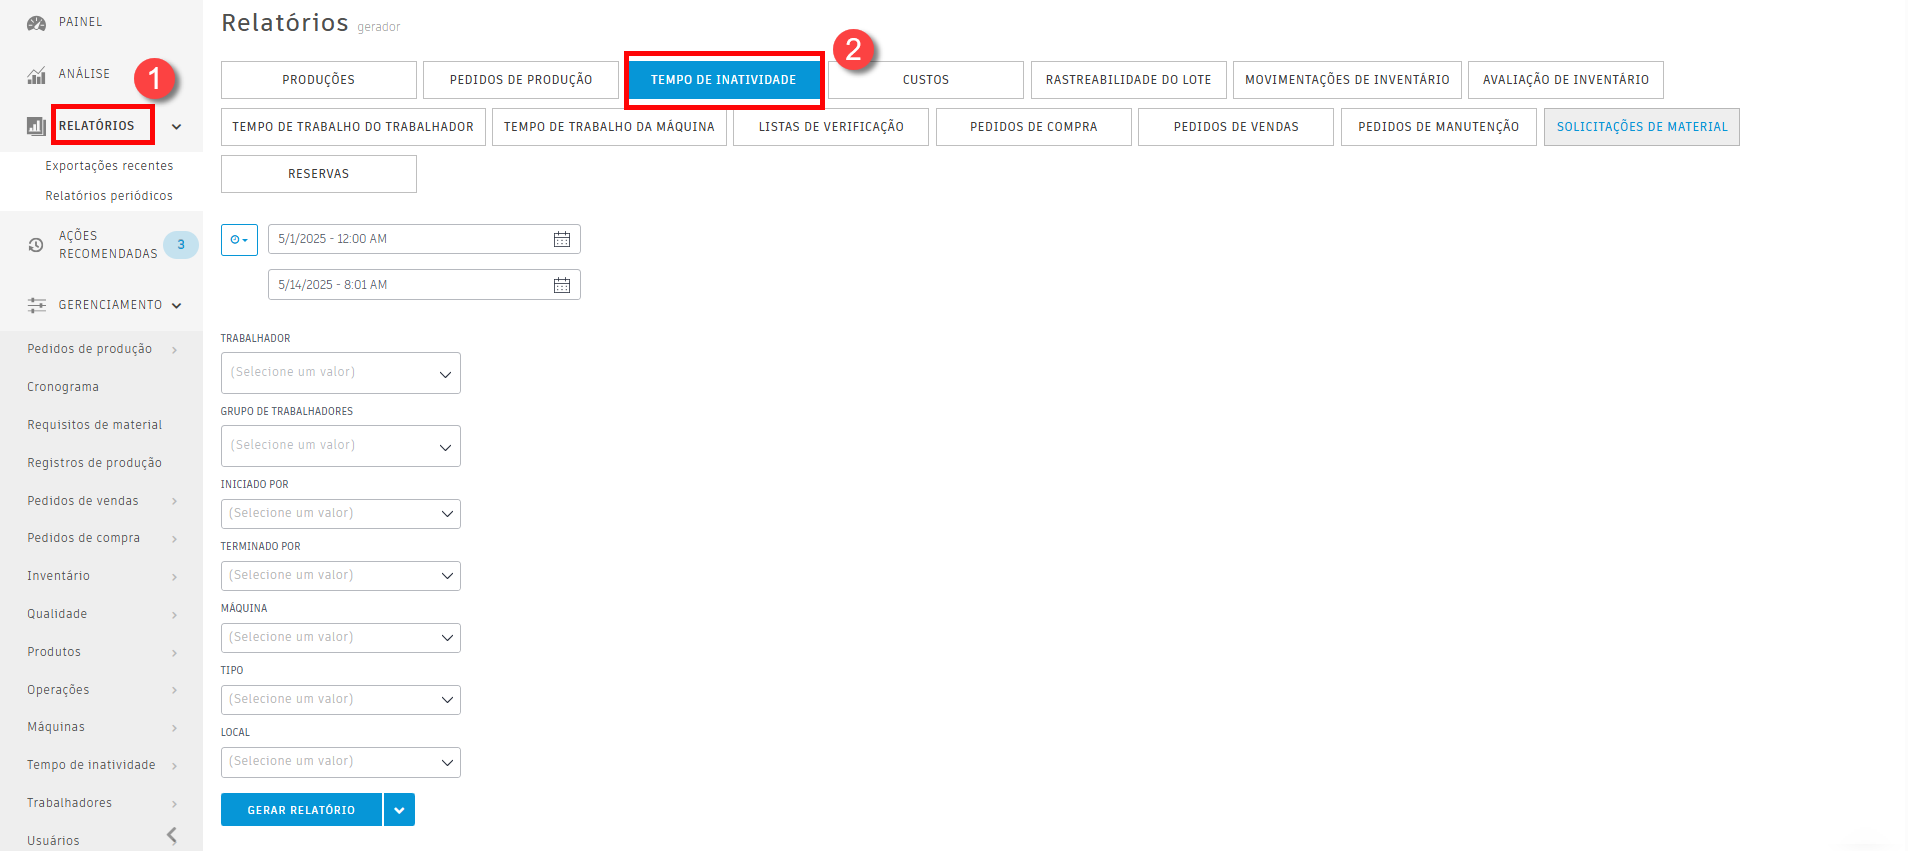 PAINEL
ANÁLISE
1
RELATÓRIOS
Exportações recentes
Relatórios periódicos
AÇÕES
RECOMENDADAS
3
GERENCIAMENTO
Pedidos de produção
Cronograma
Requisitos de material
Registros de produção
Pedidos de vendas
Pedidos de compra
Inventário
Qualidade
Produtos
Operações
Máquinas
Tempo de inatividade
Trabalhadores
Usuários
Relatórios gerador
2
PRODUÇÕES PEDIDOS DE PRODUÇÃO TEMPO DE INATIVIDADE CUSTOS RASTREABILIDADE DO LOTE MOVIMENTAÇÕES DE INVENTÁRIO AVALIAÇÃO DE INVENTÁRIO
TEMPO DE TRABALHO DO TRABALHADOR TEMPO DE TRABALHO DA MÁQUINA LISTAS DE VERIFICAÇÃO PEDIDOS DE COMPRA PEDIDOS DE VENDAS PEDIDOS DE MANUTENÇÃO SOLICITAÇÕES DE MATERIAL
RESERVAS
5/1/2025 - 12:00 AM
5/14/2025 - 8:01 AM
TRABALHADOR
(Selecione um valor)
GRUPO DE TRABALHADORES
(Selecione um valor)
INICIADO POR
(Selecione um valor)
TERMINADO POR
(Selecione um valor)
MÁQUINA
(Selecione um valor)
TIPO
(Selecione um valor)
LOCAL
(Selecione um valor)
GERAR RELATÓRIO